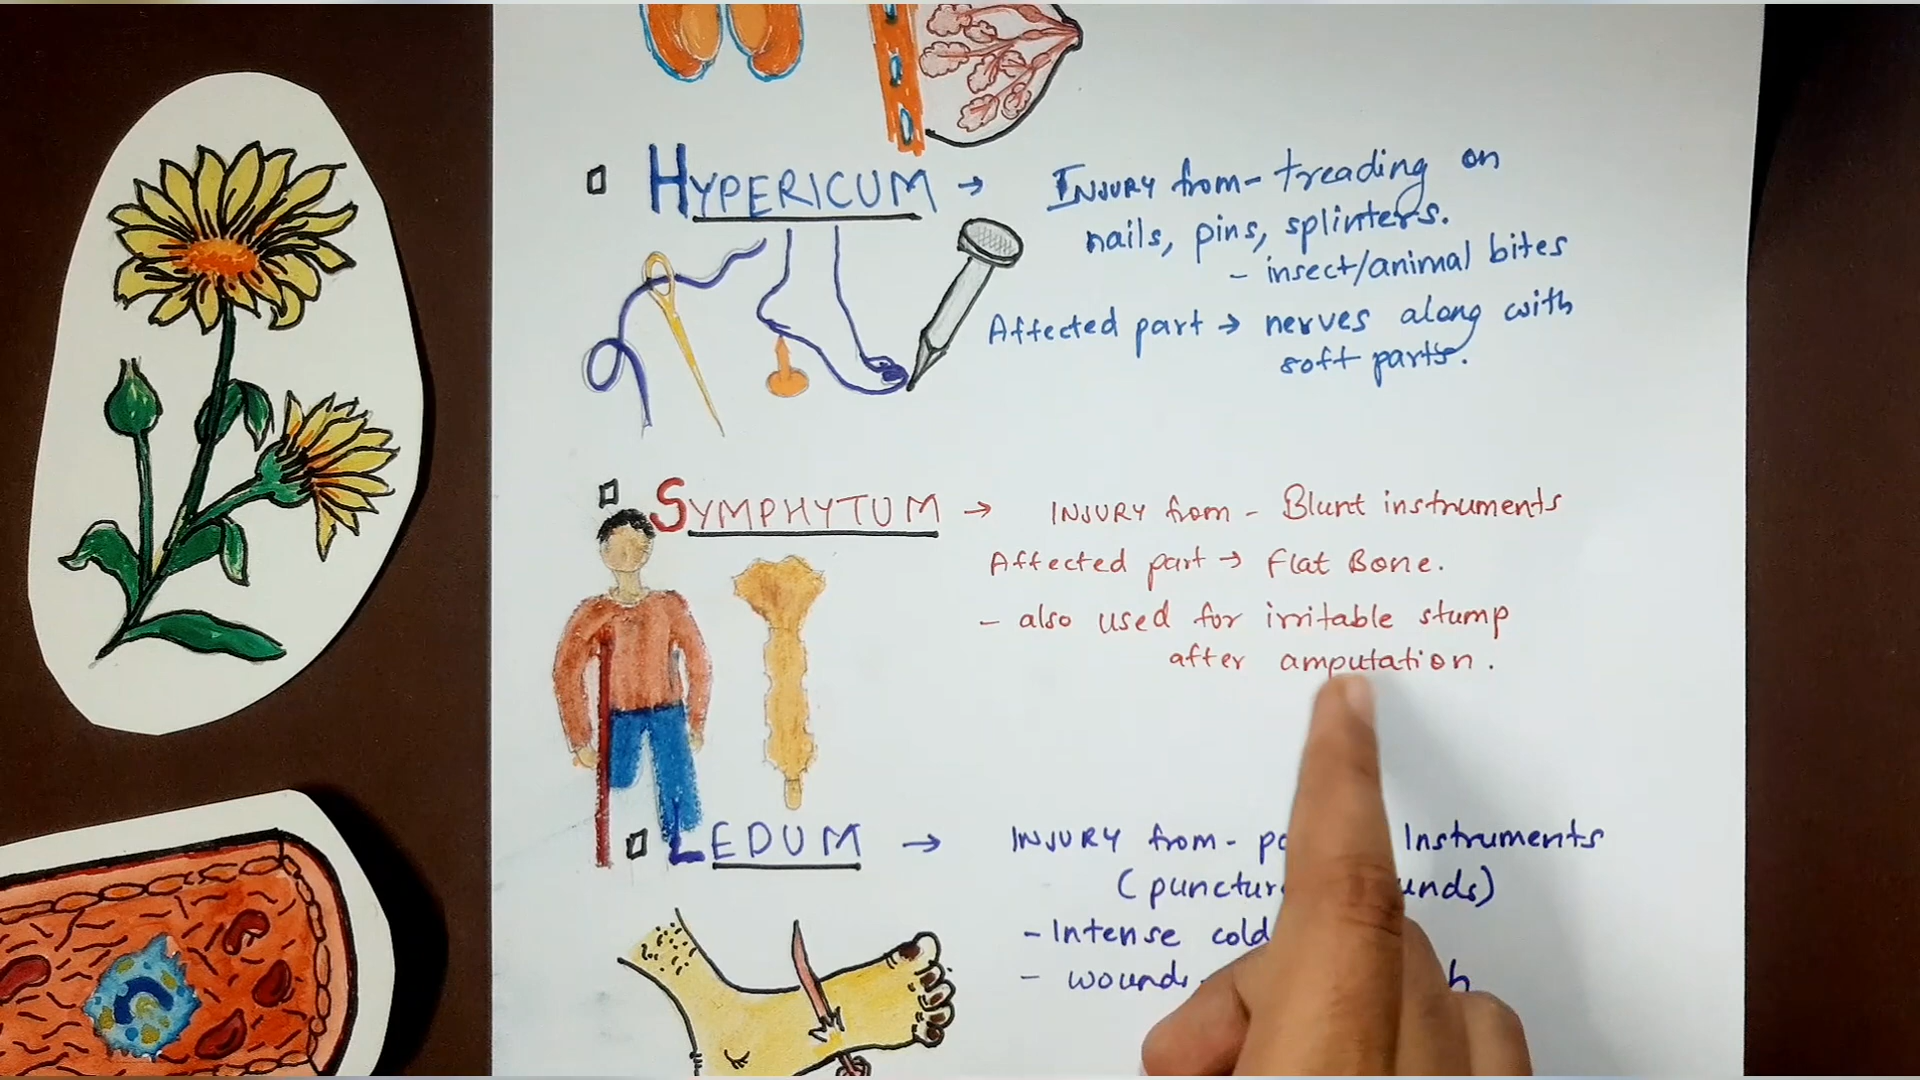 HYPERICUM → INJURY from- treading on
nails, pins, splinters.
- insect/animal bites
Affected part → nerves along with
soft parts.
SYMPHYTUM → INJURY from - Blunt instruments
Affected part → Flat Bone.
- also used for irritable stump
after amputation.
LEDUM → INJURY from- Instruments
- Intense cold
-